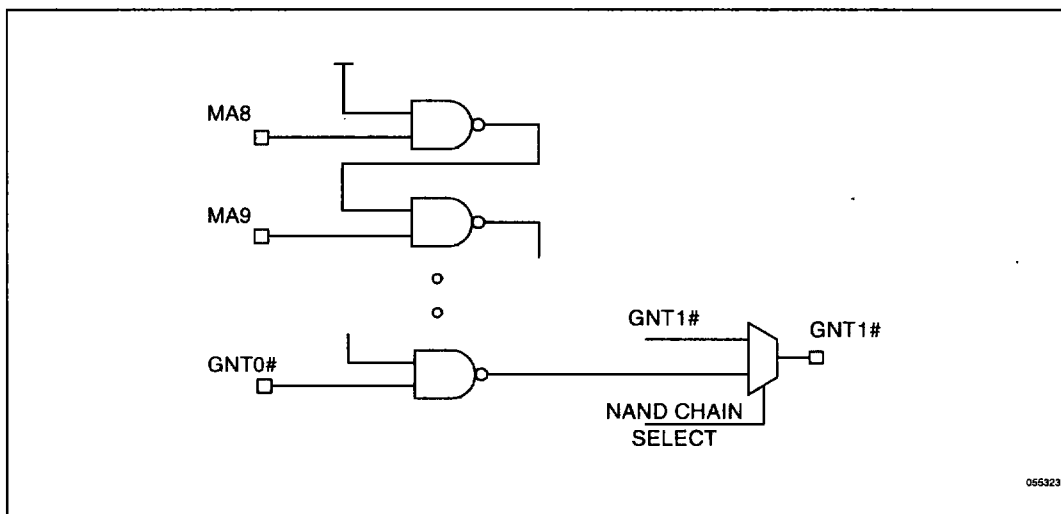 MA8
MA9
GNT0#
GNT1#
GNT1#
NAND CHAIN
SELECT
055323